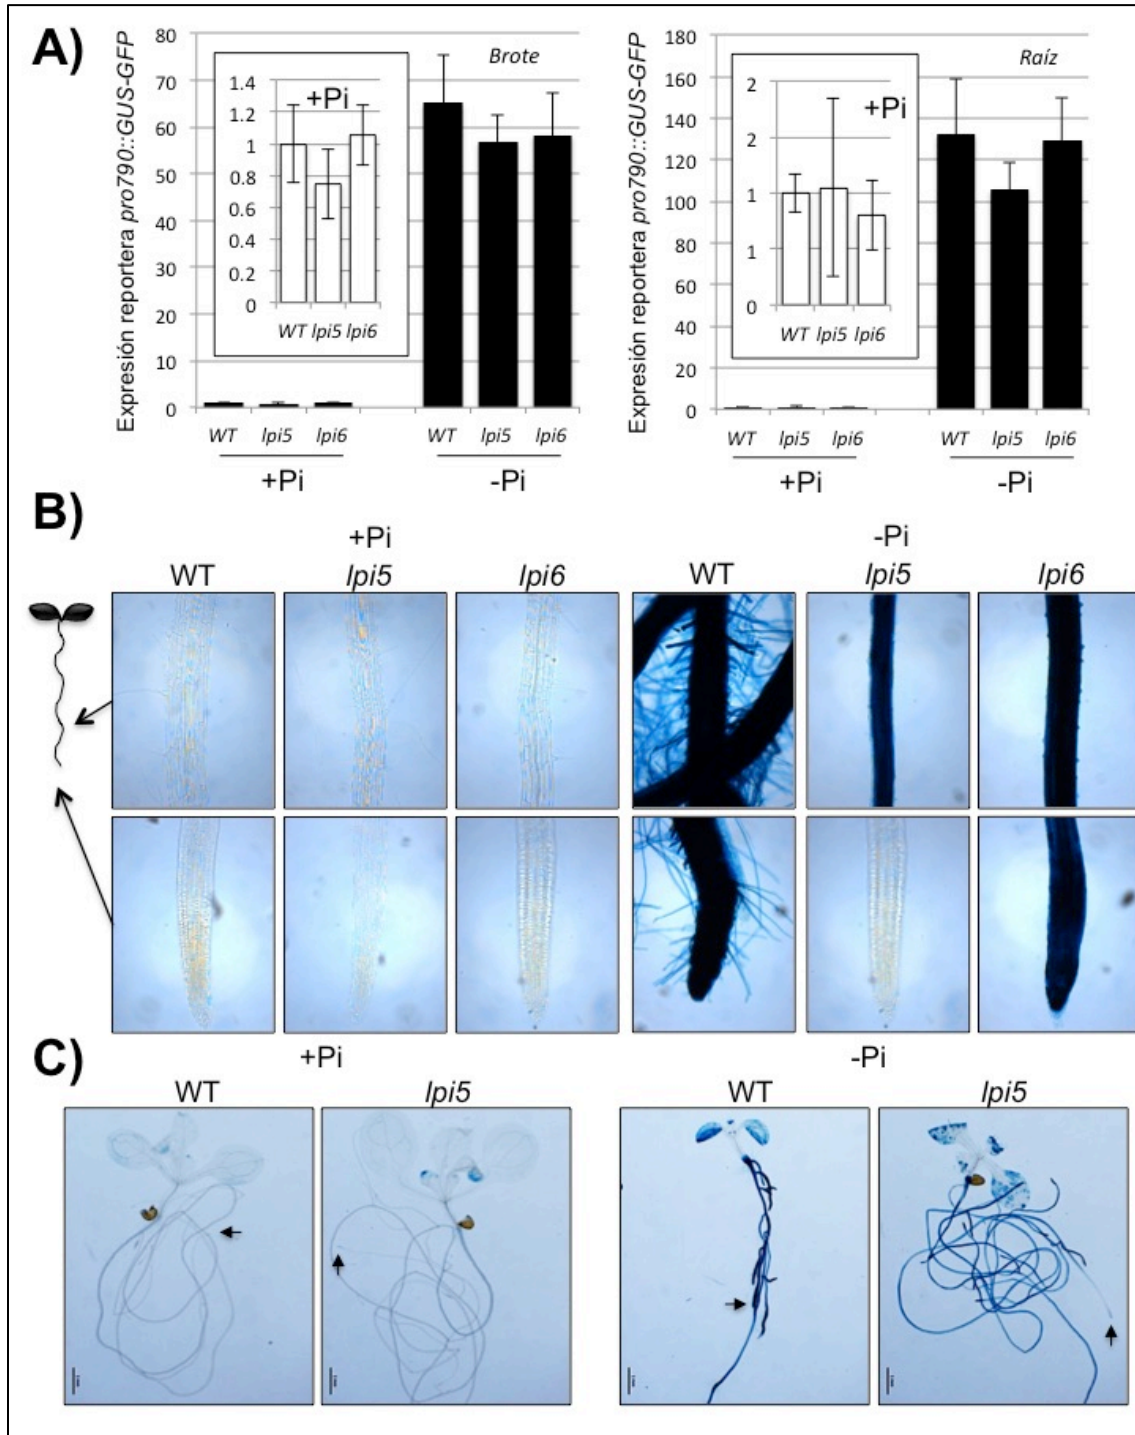 A)
Expresión reportera pro790::GUS-GFP
80
70
60
50
40
30
20
10
0
Brote
+Pi
1.4
1.2
1
0.8
0.6
0.4
0.2
0
WT lpi5 lpi6
WT lpi5 lpi6 WT lpi5 lpi6
+Pi -Pi
Expresión reportera pro790::GUS-GFP
180
160
140
120
100
80
60
40
20
0
Raíz
+Pi
2
2
1
1
0
WT lpi5 lpi6
WT lpi5 lpi6 WT lpi5 lpi6
+Pi -Pi
B)
+Pi -Pi
WT lpi5 lpi6 WT lpi5 lpi6
C)
+Pi -Pi
WT lpi5 WT lpi5